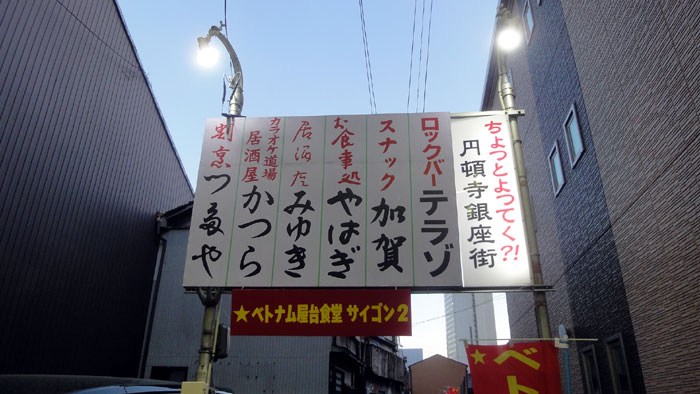 ちょっとよってく?!
円頓寺銀座街
ロックバーテラゾ
スナック 加賀
お食事処 やはぎ
居酒屋 みゆき
カラオケ道場
居酒屋 かつら
割烹 つるや
★ベトナム屋台食堂 サイゴン2
★ベト